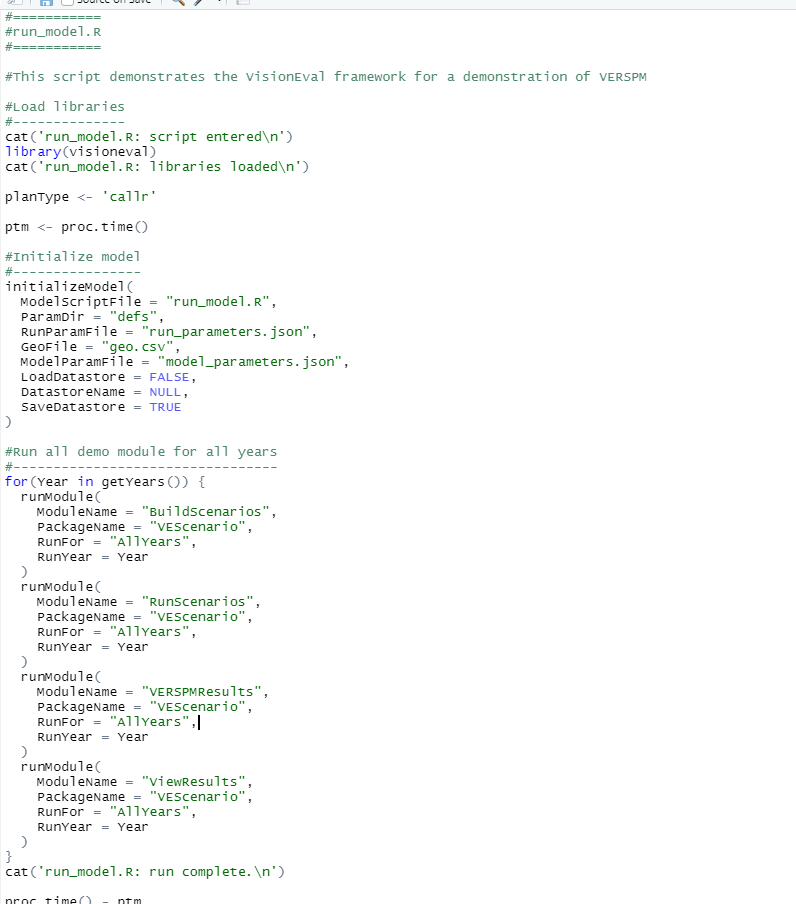 Source on Save
#===========
#run_model.R
#===========
#This script demonstrates the VisionEval framework for a demonstration of VERSPM
#Load libraries
#--------------
cat('run_model.R: script entered\n')
library(visioneval)
cat('run_model.R: libraries loaded\n')
planType <- 'callr'
ptm <- proc.time()
#Initialize model
#----------------
initializeModel(
  ModelScriptFile = "run_model.R",
  ParamDir = "defs",
  RunParamFile = "run_parameters.json",
  GeoFile = "geo.csv",
  ModelParamFile = "model_parameters.json",
  LoadDatastore = FALSE,
  DatastoreName = NULL,
  SaveDatastore = TRUE
)
#Run all demo module for all years
#---------------------------------
for(Year in getYears()) {
  runModule(
    ModuleName = "BuildScenarios",
    PackageName = "VEScenario",
    RunFor = "AllYears",
    RunYear = Year
  )
  runModule(
    ModuleName = "RunScenarios",
    PackageName = "VEScenario",
    RunFor = "AllYears",
    RunYear = Year
  )
  runModule(
    ModuleName = "VERSPMResults",
    PackageName = "VEScenario",
    RunFor = "AllYears",
    RunYear = Year
  )
  runModule(
    ModuleName = "ViewResults",
    PackageName = "VEScenario",
    RunFor = "AllYears",
    RunYear = Year
  )
}
cat('run_model.R: run complete.\n')
proc.time() - ptm